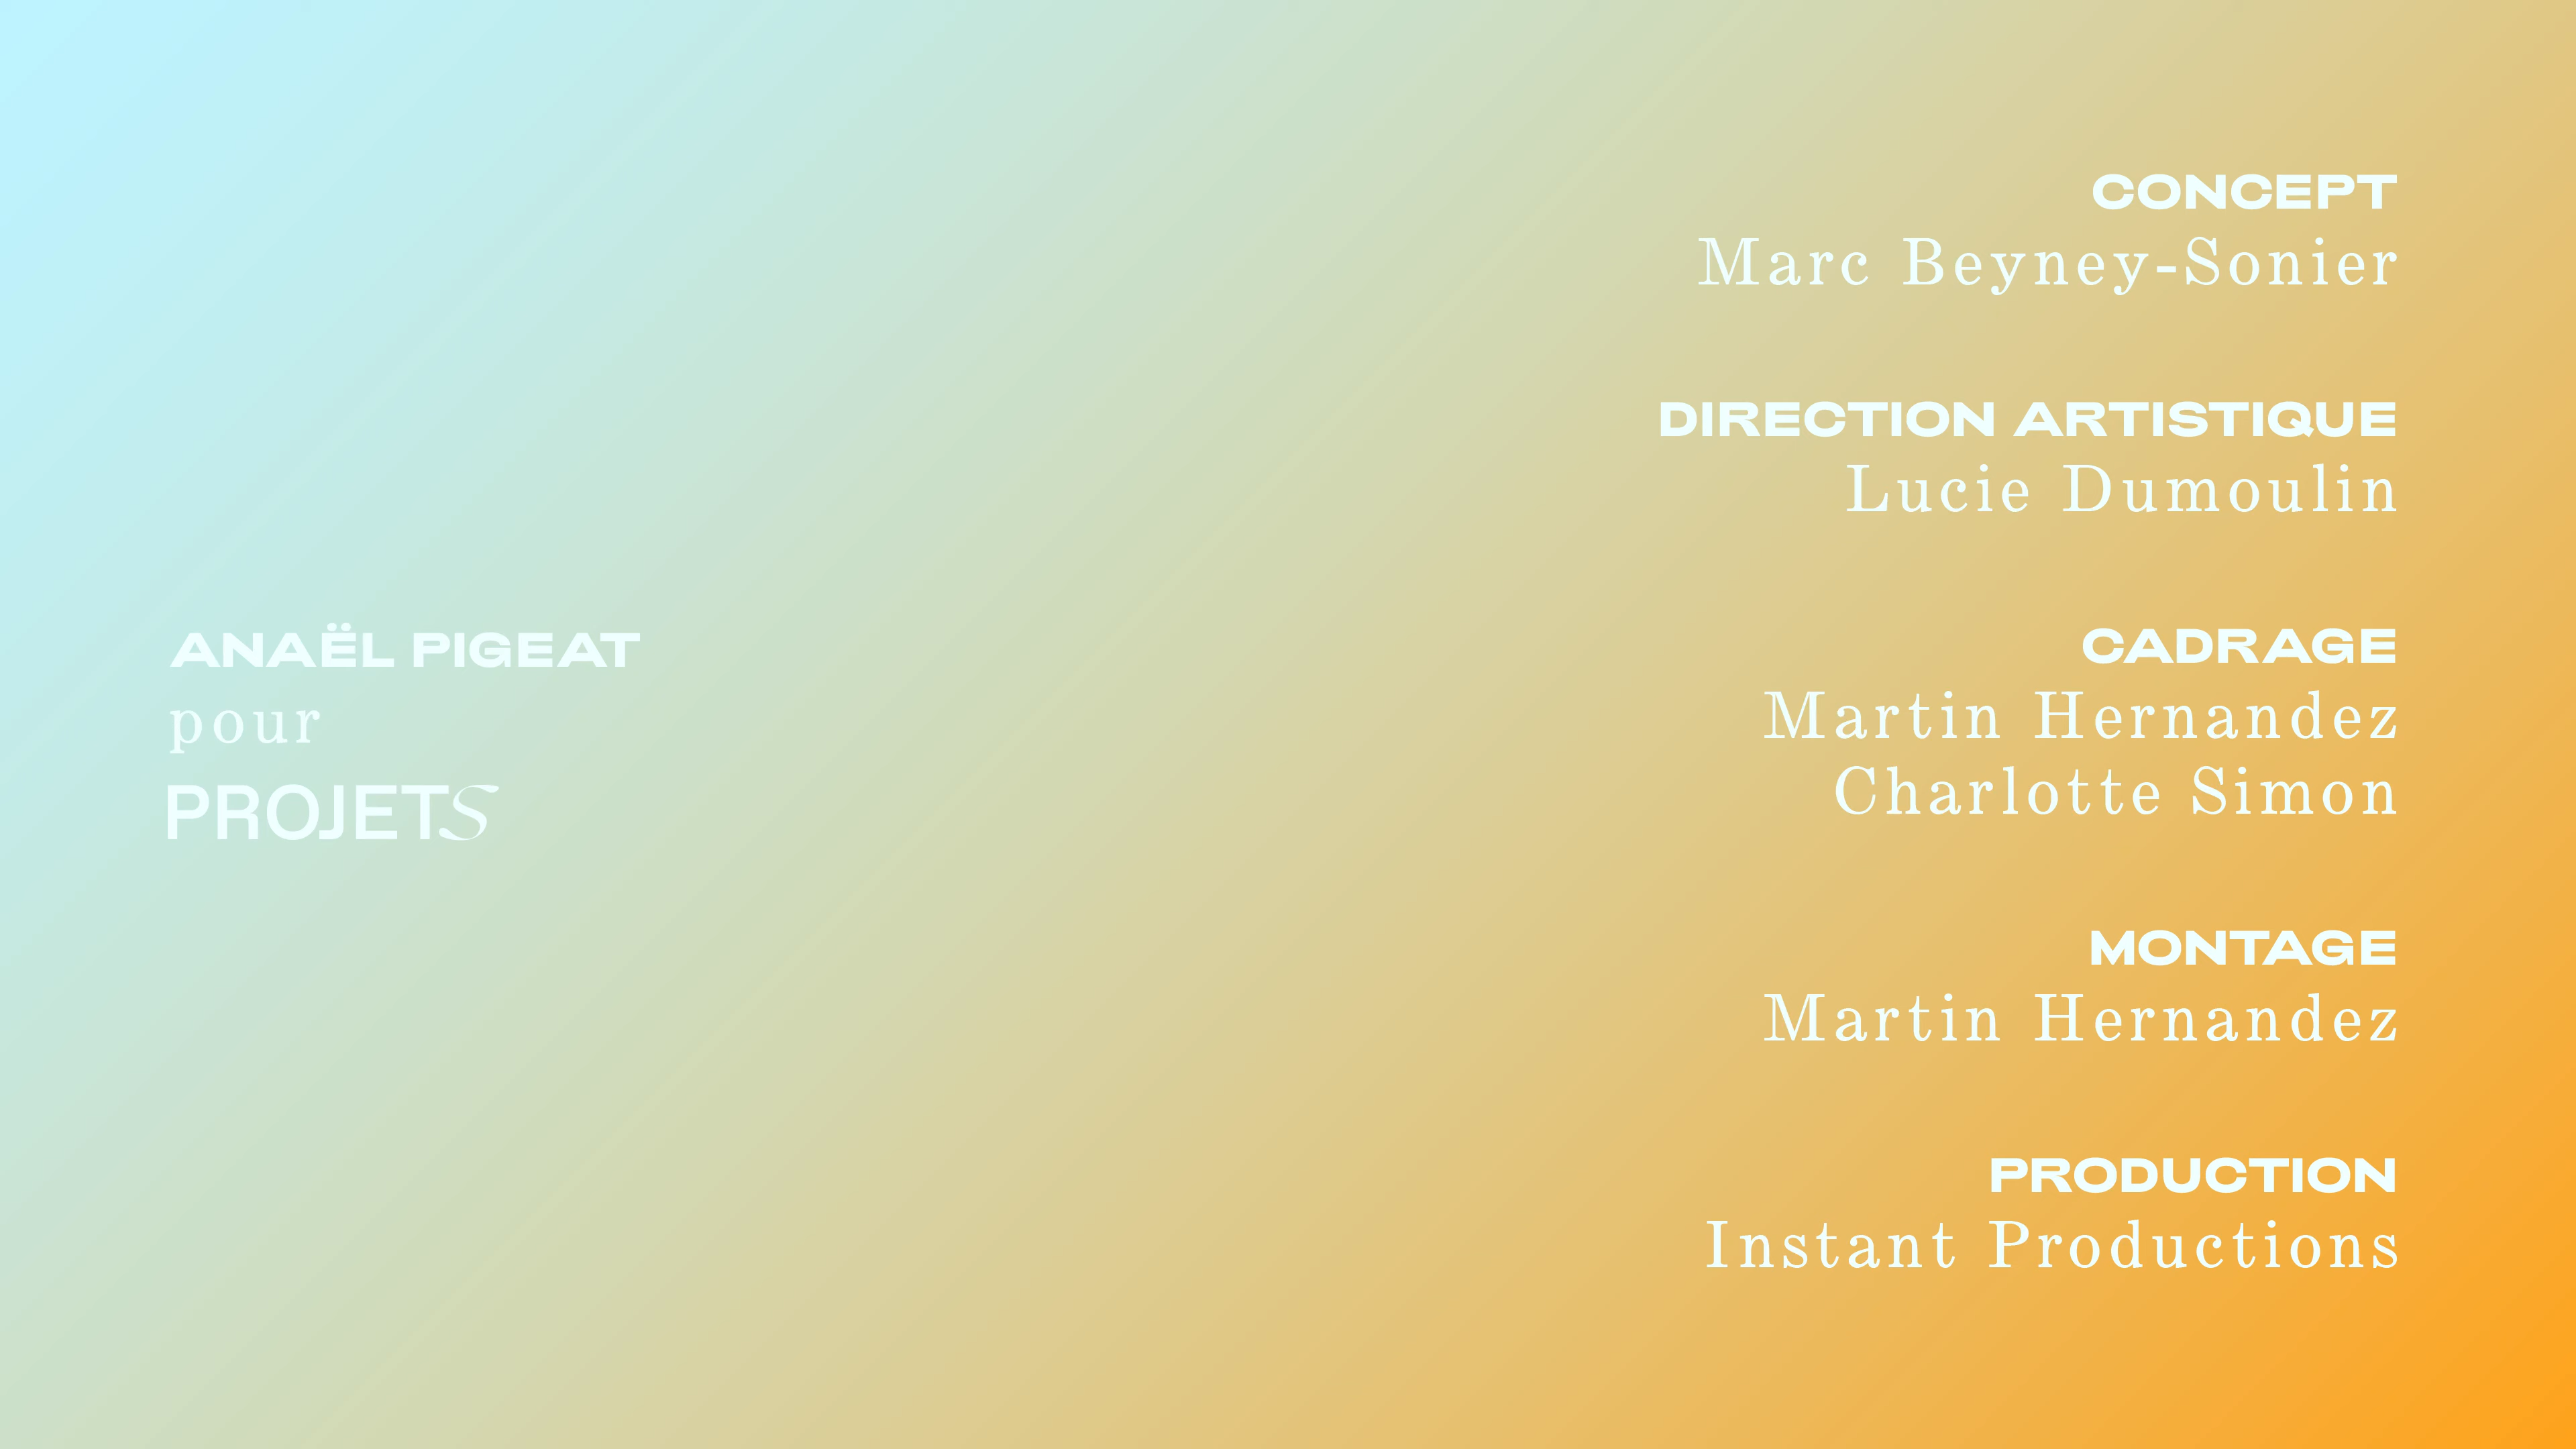 ANAËL PIGEAT
pour
PROJETS
CONCEPT
Marc Beyney-Sonier
DIRECTION ARTISTIQUE
Lucie Dumoulin
CADRAGE
Martin Hernandez
Charlotte Simon
MONTAGE
Martin Hernandez
PRODUCTION
Instant Productions